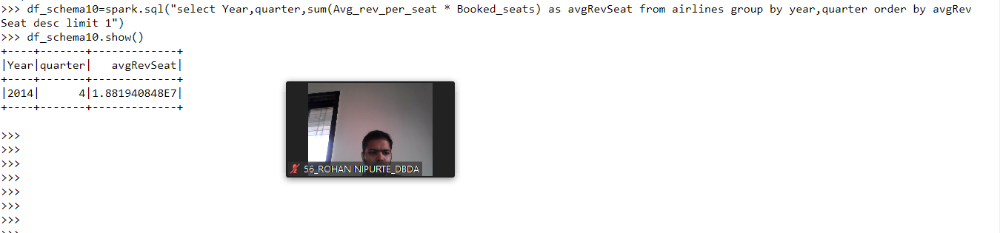 >>> df_schema10=spark.sql("select Year,quarter,sum(Avg_rev_per_seat * Booked_seats) as avgRevSeat from airlines group by year,quarter order by avgRev
Seat desc limit 1")
>>> df_schema10.show()
+----+-------+-------------+
|Year|quarter|   avgRevSeat|
+----+-------+-------------+
|2014|      4|1.881940848E7|
+----+-------+-------------+
>>>
>>>
>>>
>>>
>>>
>>>
>>>
>>>
56_ROHAN NIPURTE_DBDA